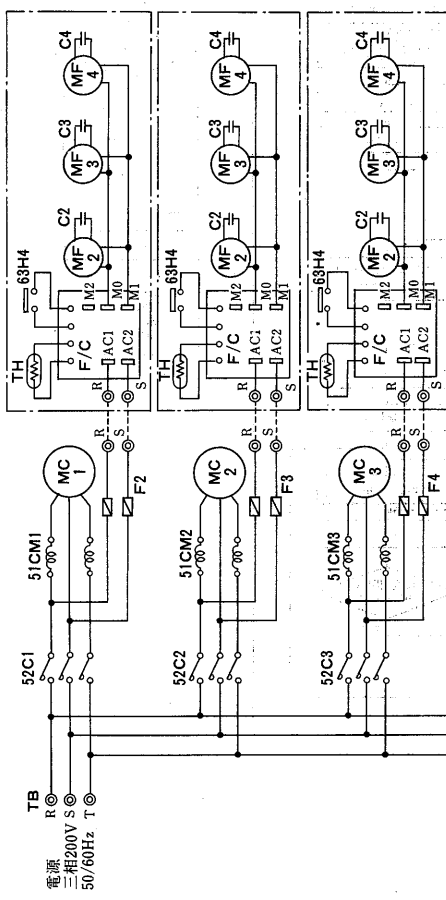 電源
三相200V
50/60Hz
TB
R
S
T
52C1
51CM1
MC
1
F2
R
S
R
S
TH
63H4
F/C
AC1
AC2
M2
M0
M1
MF
2
C2
MF
3
C3
MF
4
C4
52C2
51CM2
MC
2
F3
R
S
R
S
TH
63H4
F/C
AC1
AC2
M2
M0
M1
MF
2
C2
MF
3
C3
MF
4
C4
52C3
51CM3
MC
3
F4
R
S
R
S
TH
63H4
F/C
AC1
AC2
M2
M0
M1
MF
2
C2
MF
3
C3
MF
4
C4